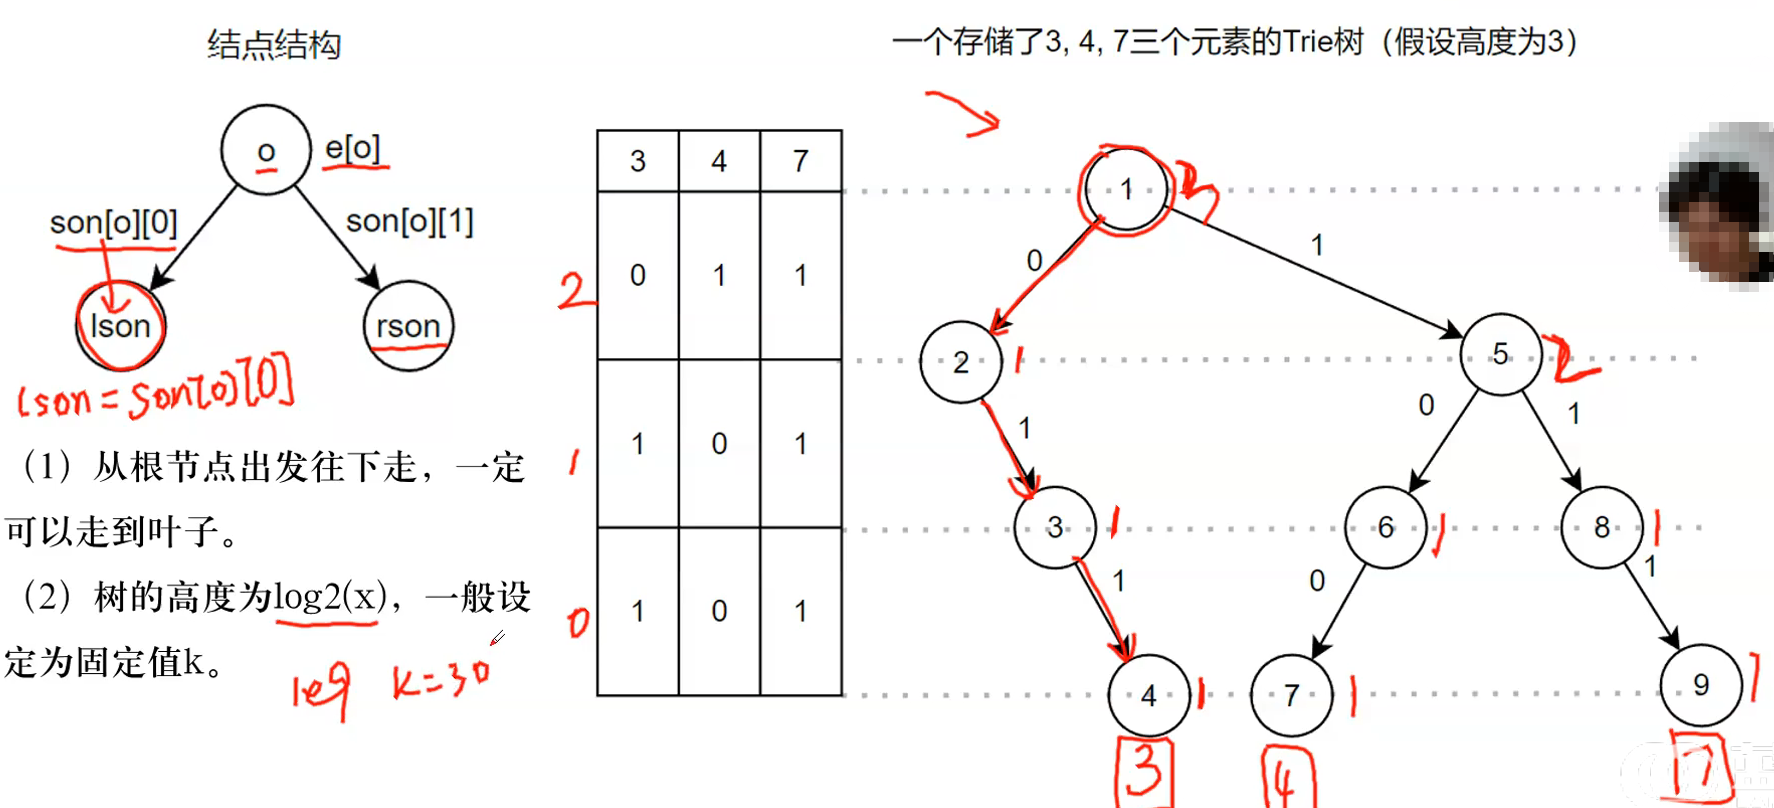 结点结构
一个存储了3, 4, 7三个元素的Trie树（假设高度为3）
o e[o]
son[o][0] son[o][1]
lson rson
lson = son[o][0]
（1）从根节点出发往下走，一定
可以走到叶子。
（2）树的高度为log2(x)，一般设
定为固定值k。
1e9 k=30
3 4 7
2 0 1 1
1 1 0 1
0 1 0 1
1 3
0 1
2 1 5 2
1 0 1
3 1 6 1 8 1
1 0 1
4 1 7 1 9 1
3 4 7